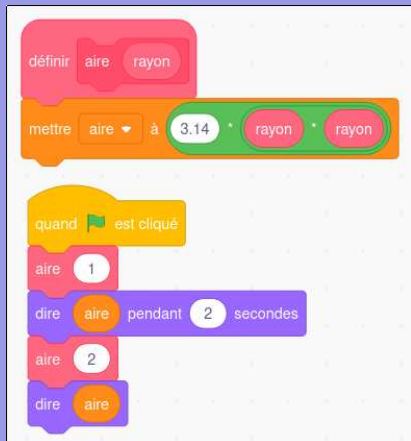 définir aire rayon
mettre aire à 3.14 * rayon * rayon
quand est cliqué
aire 1
dire aire pendant 2 secondes
aire 2
dire aire